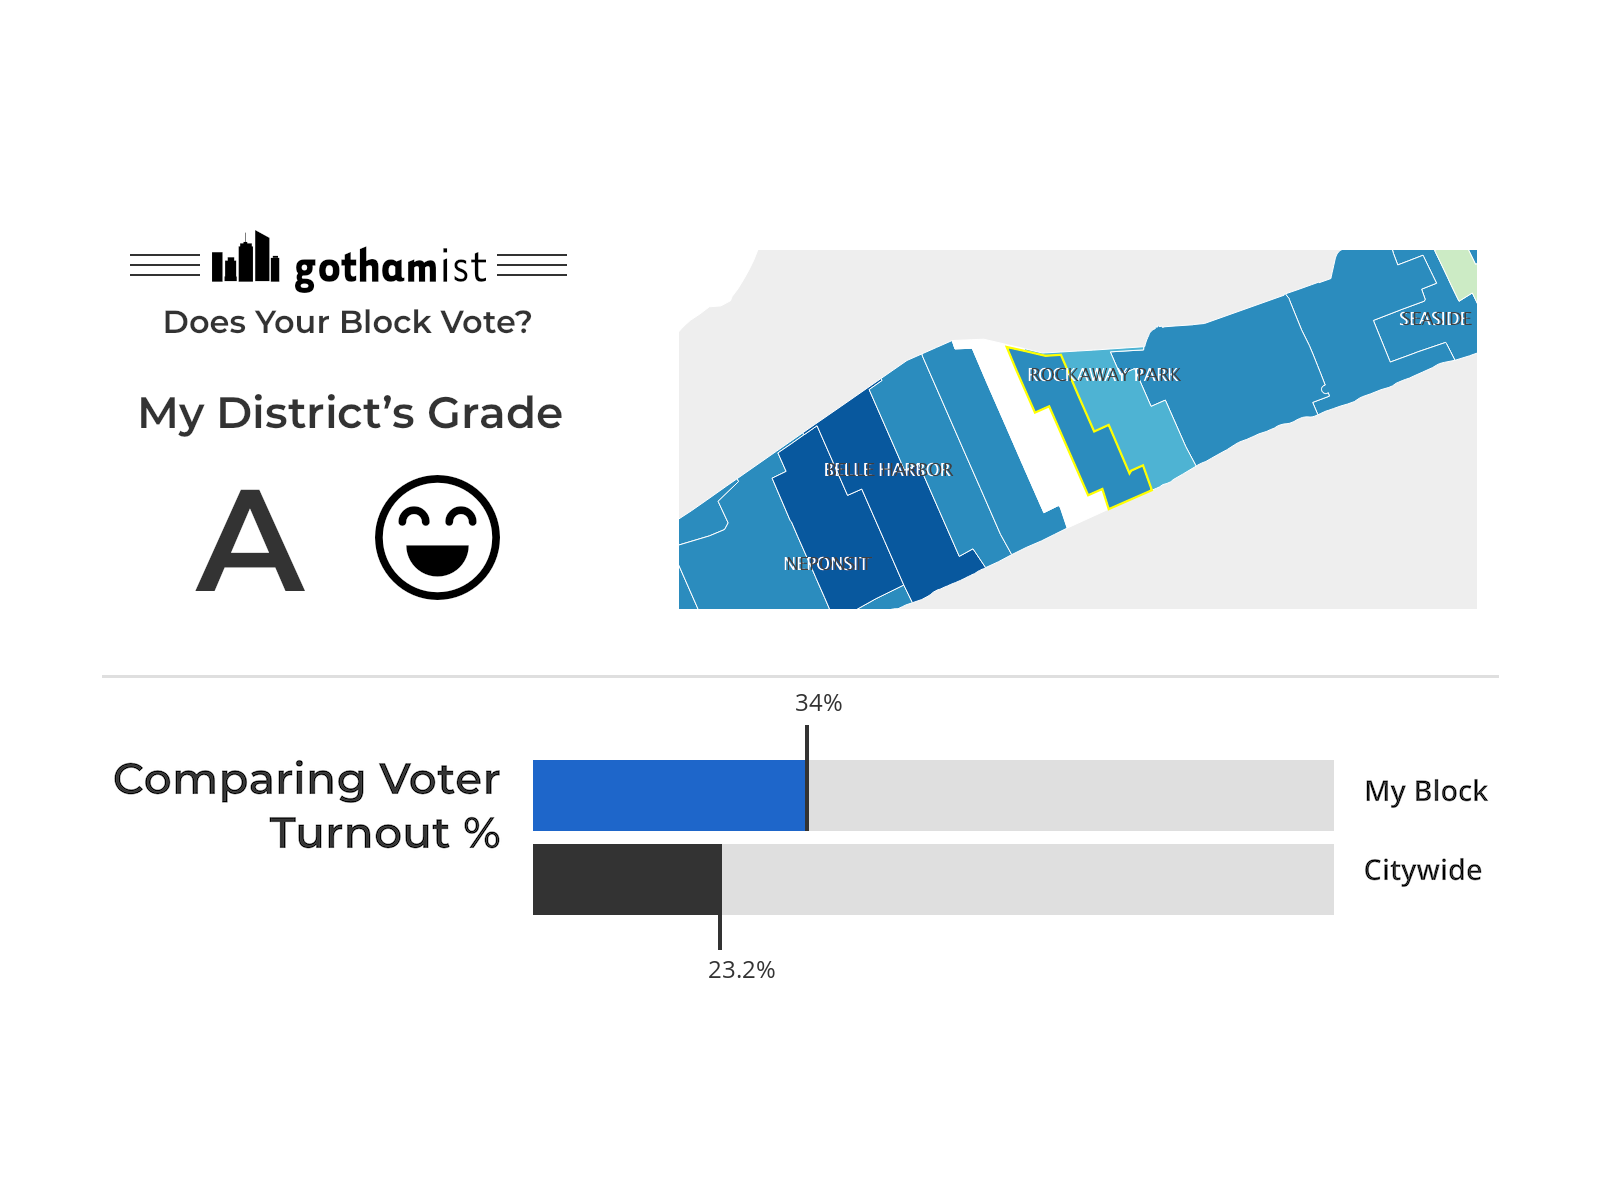 gothamist
Does Your Block Vote?
My District’s Grade
A
SEASIDE
ROCKAWAY PARK
BELLE HARBOR
NEPONSIT
34%
Comparing Voter
Turnout %
My Block
Citywide
23.2%